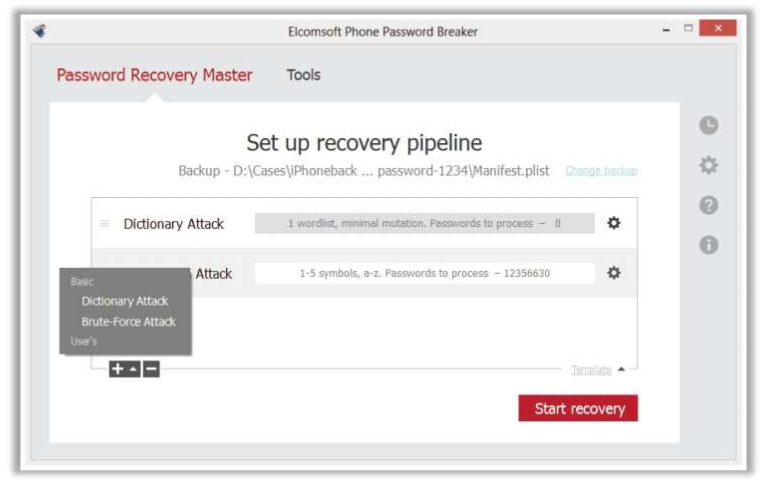 Elcomsoft Phone Password Breaker
Password Recovery Master Tools
Set up recovery pipeline
Backup - D:\Cases\iPhoneback ... password-1234\Manifest.plist Change backup
Dictionary Attack 1 wordlist, minimal mutation. Passwords to process – 0
Attack 1-5 symbols, a-z. Passwords to process – 12356630
Basic
Dictionary Attack
Brute-Force Attack
User's
Template
Start recovery